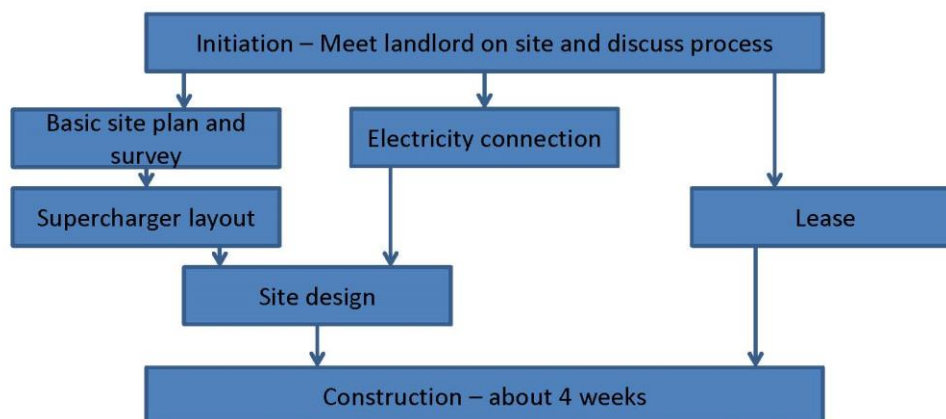 Initiation – Meet landlord on site and discuss process
Basic site plan and
survey
Electricity connection
Supercharger layout
Lease
Site design
Construction – about 4 weeks